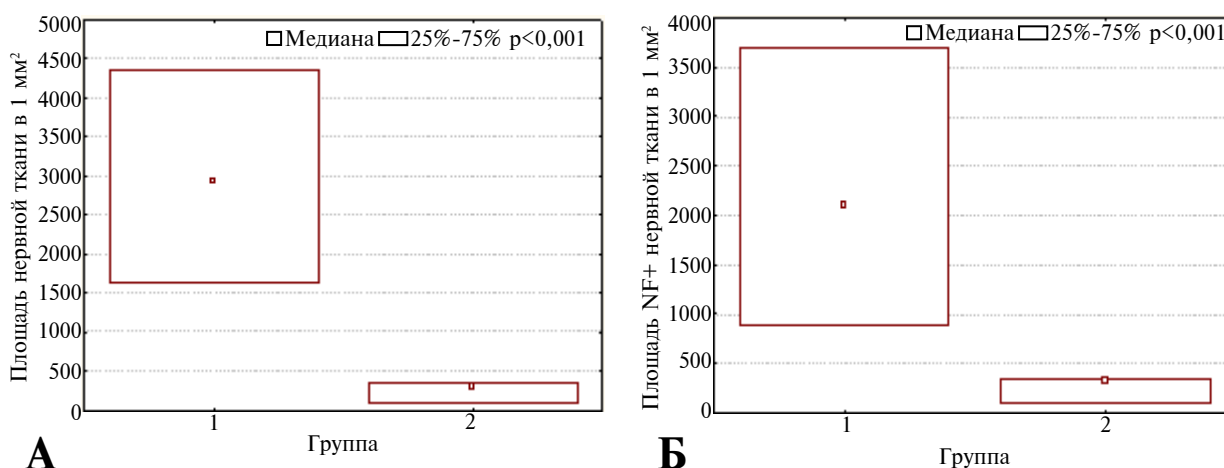 Площадь нервной ткани в 1 мм²
5000
4500
4000
3500
3000
2500
2000
1500
1000
500
0
Медиана 25%-75% p<0,001
1 2
Группа
А
Площадь NF+ нервной ткани в 1 мм²
4000
3500
3000
2500
2000
1500
1000
500
0
Медиана 25%-75% p<0,001
1 2
Группа
Б